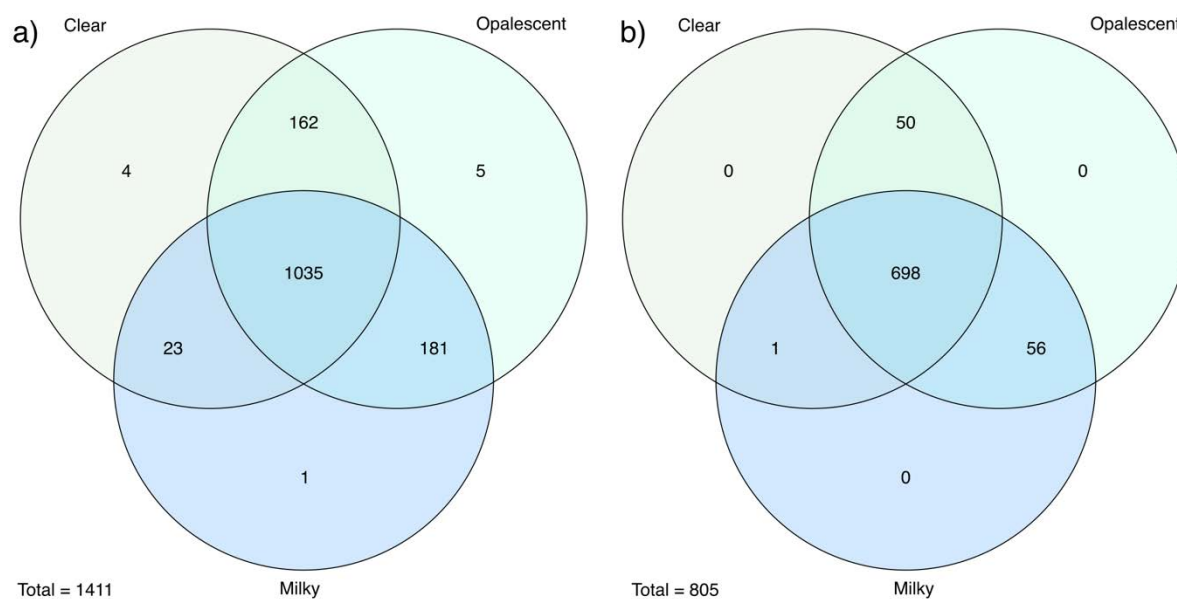 a)
Clear
Opalescent
162
4
5
1035
23
181
1
Total = 1411
Milky
b)
Clear
Opalescent
50
0
0
698
1
56
0
Total = 805
Milky